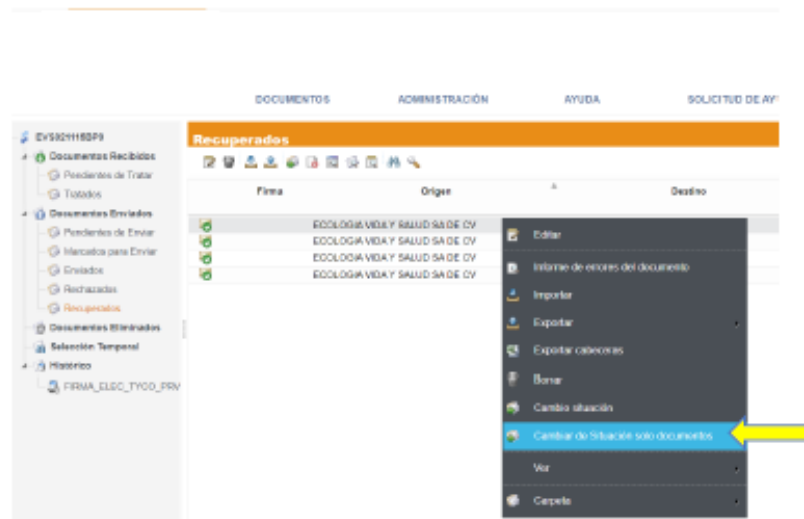 DOCUMENTOS ADMINISTRACIÓN AYUDA SOLICITUD DE AY
Documentos Recibidos
Pendientes de Tratar
Tratados
Documentos Enviados
Pendientes de Enviar
Marcados para Enviar
Enviados
Rechazados
Recuperados
Documentos Eliminados
Selección Temporal
Histórico
FIRMA_ELEC_TYCO_PRV
Recuperados
Firma Origen Destino
ECOLOGIA VIDA Y SALUD SA DE CV
ECOLOGIA VIDA Y SALUD SA DE CV
ECOLOGIA VIDA Y SALUD SA DE CV
ECOLOGIA VIDA Y SALUD SA DE CV
Editar
Informe de errores del documento
Importar
Exportar
Exportar cabeceras
Borrar
Cambio situación
Cambiar de Situación solo documentos
Ver
Carpeta